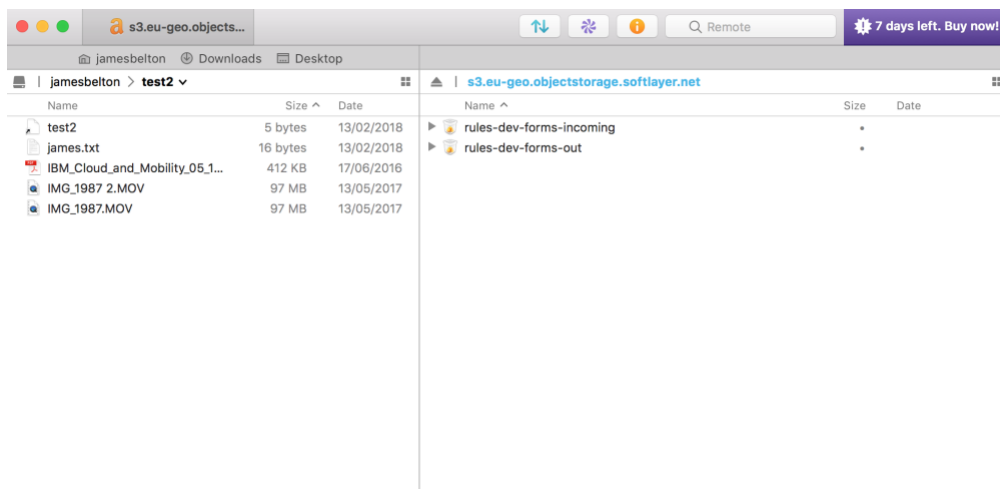 s3.eu-geo.objects... Remote 7 days left. Buy now!
jamesbelton Downloads Desktop
jamesbelton > test2 s3.eu-geo.objectstorage.softlayer.net
Name Size Date Name Size Date
test2 5 bytes 13/02/2018 rules-dev-forms-incoming
james.txt 16 bytes 13/02/2018 rules-dev-forms-out
IBM_Cloud_and_Mobility_05_1... 412 KB 17/06/2016
IMG_1987 2.MOV 97 MB 13/05/2017
IMG_1987.MOV 97 MB 13/05/2017